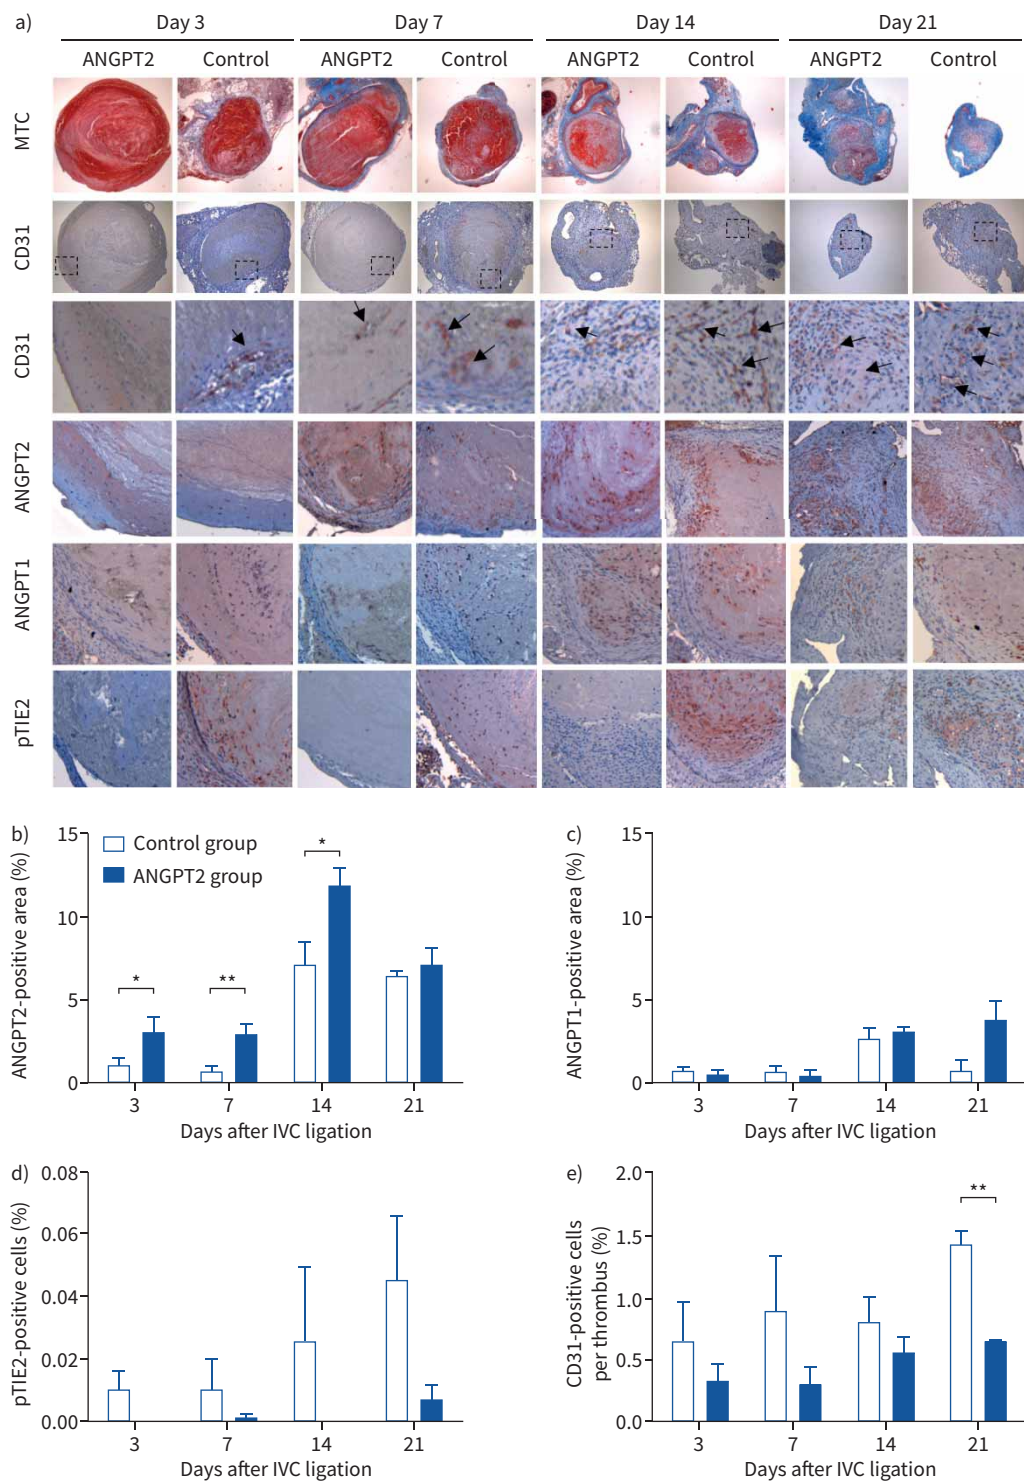 a)
Day 3 Day 7 Day 14 Day 21
ANGPT2 Control ANGPT2 Control ANGPT2 Control ANGPT2 Control
MTC
CD31
CD31
ANGPT2
ANGPT1
pTIE2
b)
ANGPT2-positive area (%)
15
10
5
0
Control group
ANGPT2 group
*
**
*
3 7 14 21
Days after IVC ligation
c)
ANGPT1-positive area (%)
15
10
5
0
3 7 14 21
Days after IVC ligation
d)
pTIE2-positive cells (%)
0.08
0.06
0.04
0.02
0.00
3 7 14 21
Days after IVC ligation
e)
CD31-positive cells
per thrombus (%)
2.0
1.5
1.0
0.5
0.0
**
3 7 14 21
Days after IVC ligation